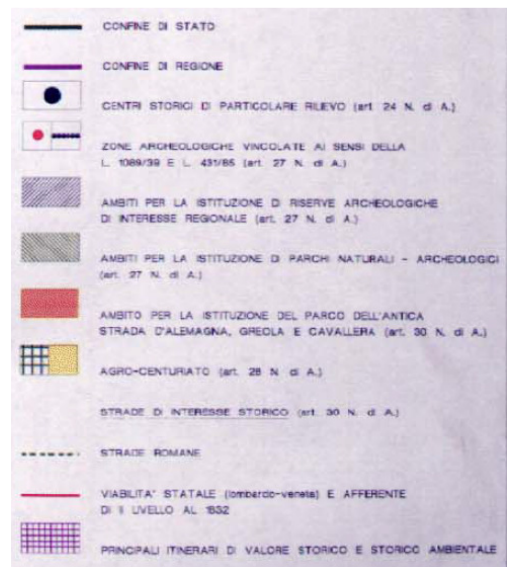 CONFINE DI STATO
CONFINE DI REGIONE
CENTRI STORICI DI PARTICOLARE RILIEVO (art. 24 N. di A.)
ZONE ARCHEOLOGICHE VINCOLATE AI SENSI DELLA
L. 1089/39 E L. 431/85 (art. 27 N. di A.)
AMBITI PER LA ISTITUZIONE DI RISERVE ARCHEOLOGICHE
DI INTERESSE REGIONALE (art. 27 N. di A.)
AMBITI PER LA ISTITUZIONE DI PARCHI NATURALI - ARCHEOLOGICI
(art. 27 N. di A.)
AMBITO PER LA ISTITUZIONE DEL PARCO DELL'ANTICA
STRADA D'ALEMAGNA, GREOLA E CAVALLERA (art. 30 N. di A.)
AGRO-CENTURIATO (art. 28 N. di A.)
STRADE DI INTERESSE STORICO (art. 30 N. di A.)
STRADE ROMANE
VIABILITA' STATALE (lombardo-veneta) E AFFERENTE
DI II LIVELLO AL 1832
PRINCIPALI ITINERARI DI VALORE STORICO E STORICO AMBIENTALE